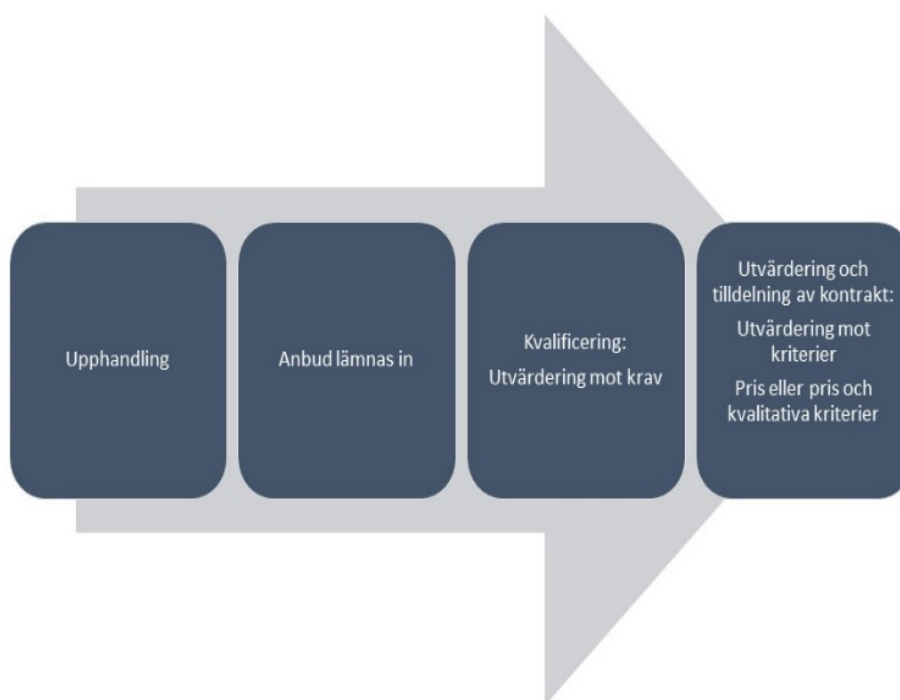 Upphandling
Anbud lämnas in
Kvalificering:
Utvärdering mot krav
Utvärdering och
tilldelning av kontrakt:
Utvärdering mot
kriterier
Pris eller pris och
kvalitativa kriterier